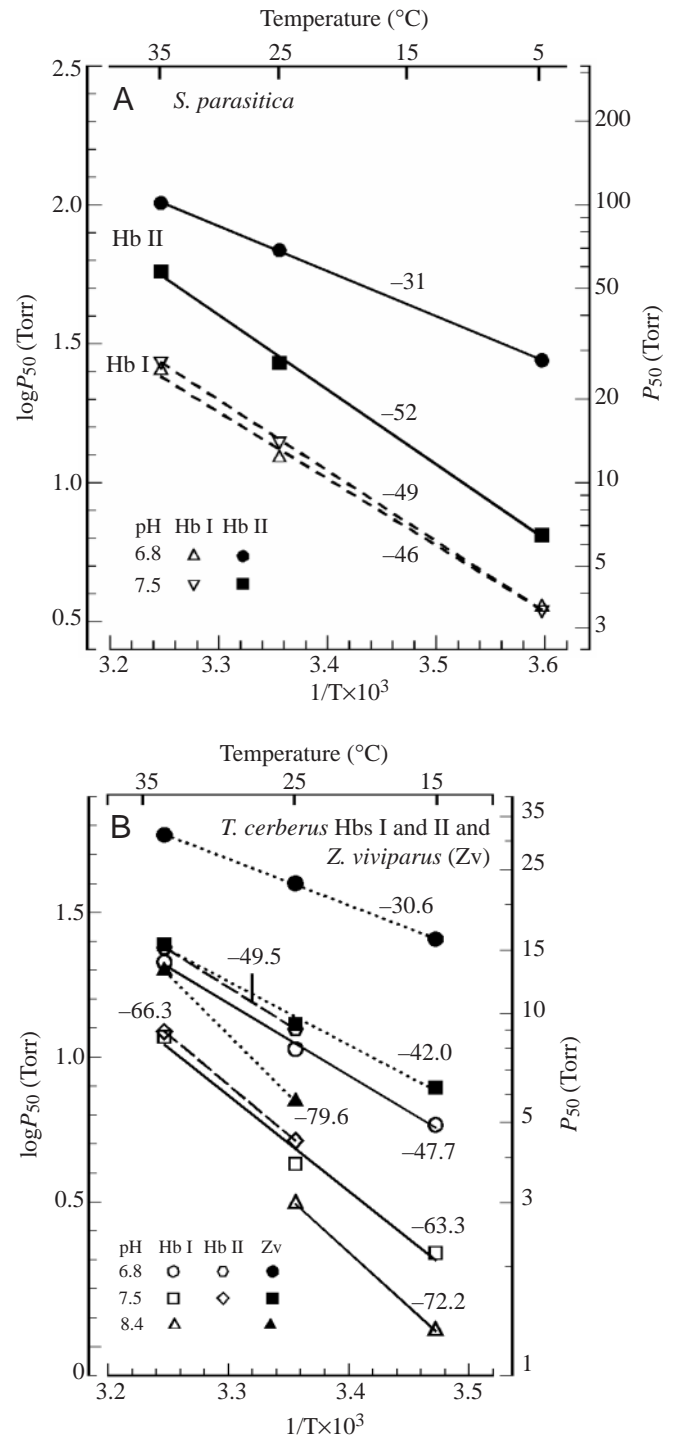 Temperature (°C)
35 25 15 5
A S. parasitica
2.5
2.0
1.5
1.0
0.5
logP50 (Torr)
200
100
50
20
10
5
3
P50 (Torr)
Hb II
Hb I
–31
–52
–49
–46
pH Hb I Hb II
6.8
7.5
3.2 3.3 3.4 3.5 3.6
1/T×10³
Temperature (°C)
35 25 15
B T. cerberus Hbs I and II and
Z. viviparus (Zv)
1.5
1.0
0.5
0
logP50 (Torr)
35
25
15
10
5
3
1
P50 (Torr)
–30.6
–49.5
–66.3
–42.0
–79.6
–47.7
–63.3
–72.2
pH Hb I Hb II Zv
6.8
7.5
8.4
3.2 3.3 3.4 3.5
1/T×10³